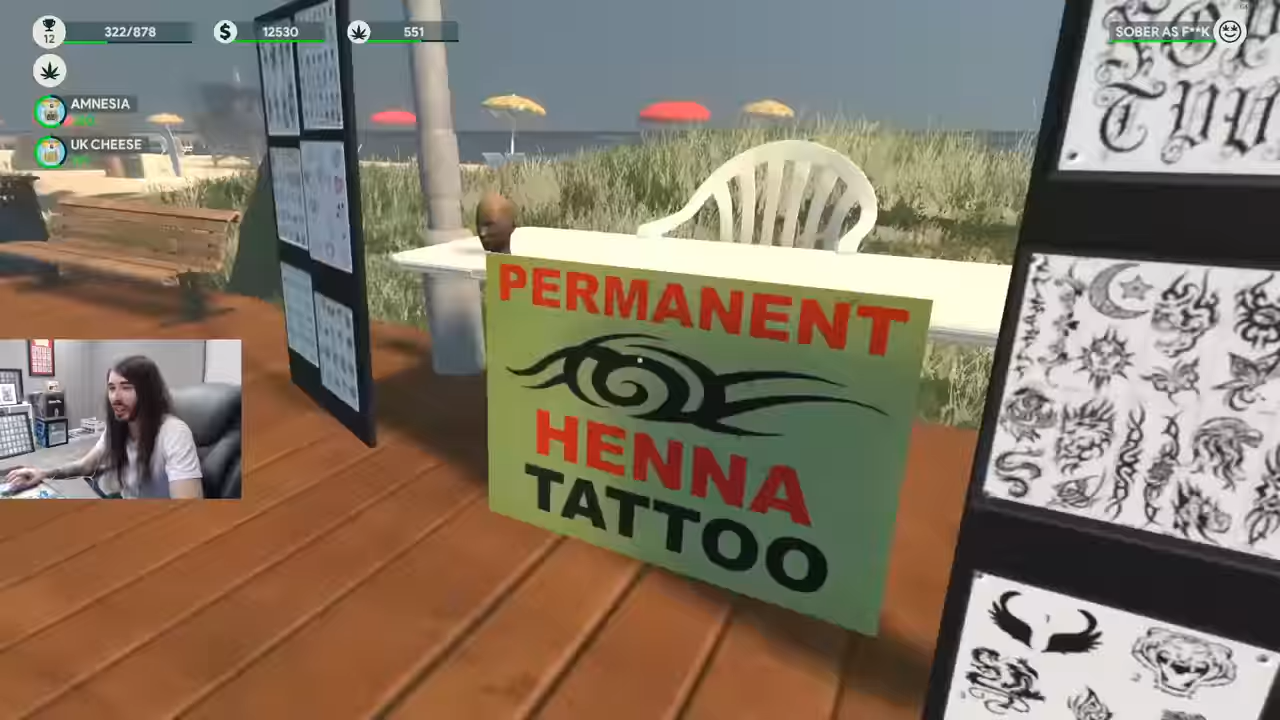 12
322/878
12530
551
SOBER AS F**K
AMNESIA
UK CHEESE
PERMANENT
HENNA
TATTOO